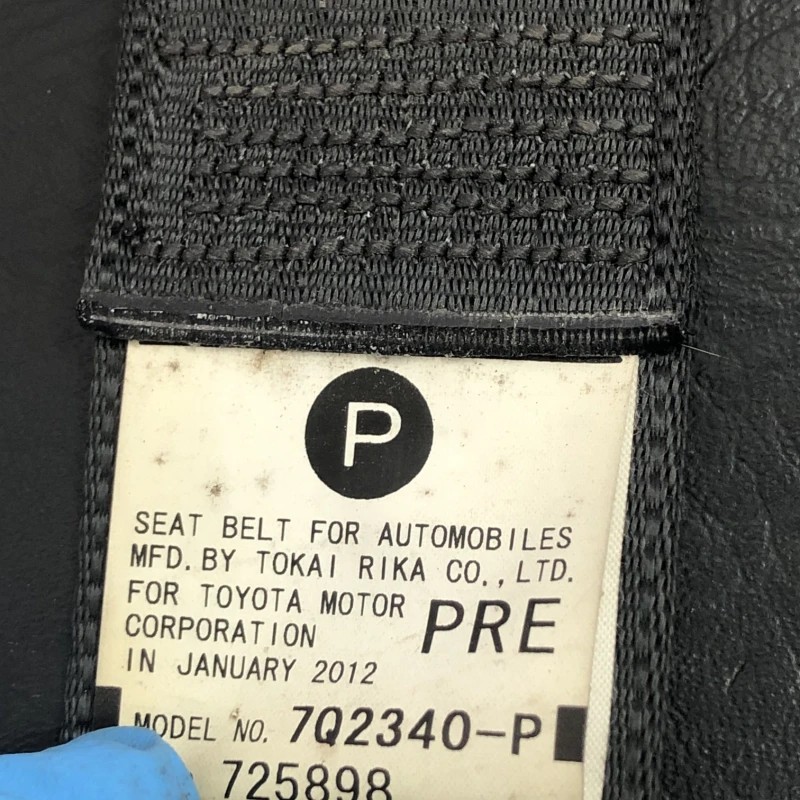 P
SEAT BELT FOR AUTOMOBILES
MFD. BY TOKAI RIKA CO., LTD.
FOR TOYOTA MOTOR
CORPORATION
PRE
IN JANUARY 2012
MODEL NO. 7Q2340-P
725898